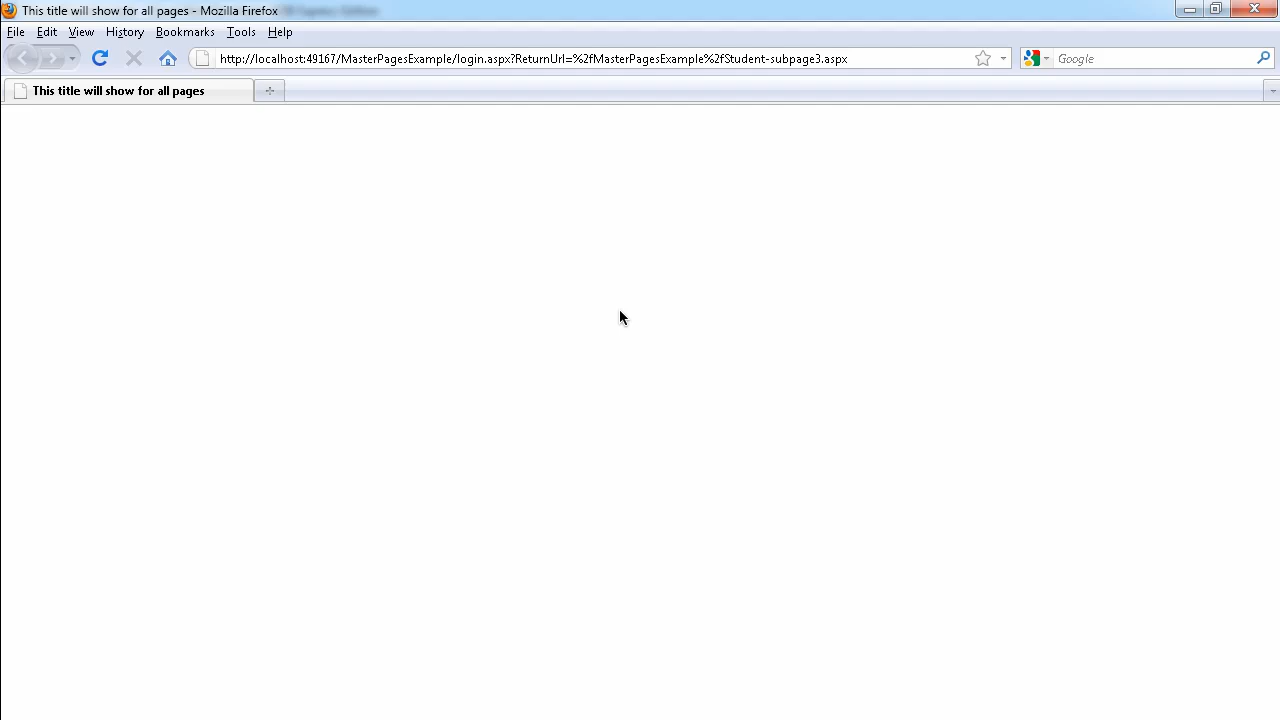 This title will show for all pages - Mozilla Firefox
File Edit View History Bookmarks Tools Help
http://localhost:49167/MasterPagesExample/login.aspx?ReturnUrl=%2fMasterPagesExample%2fStudent-subpage3.aspx Google
This title will show for all pages